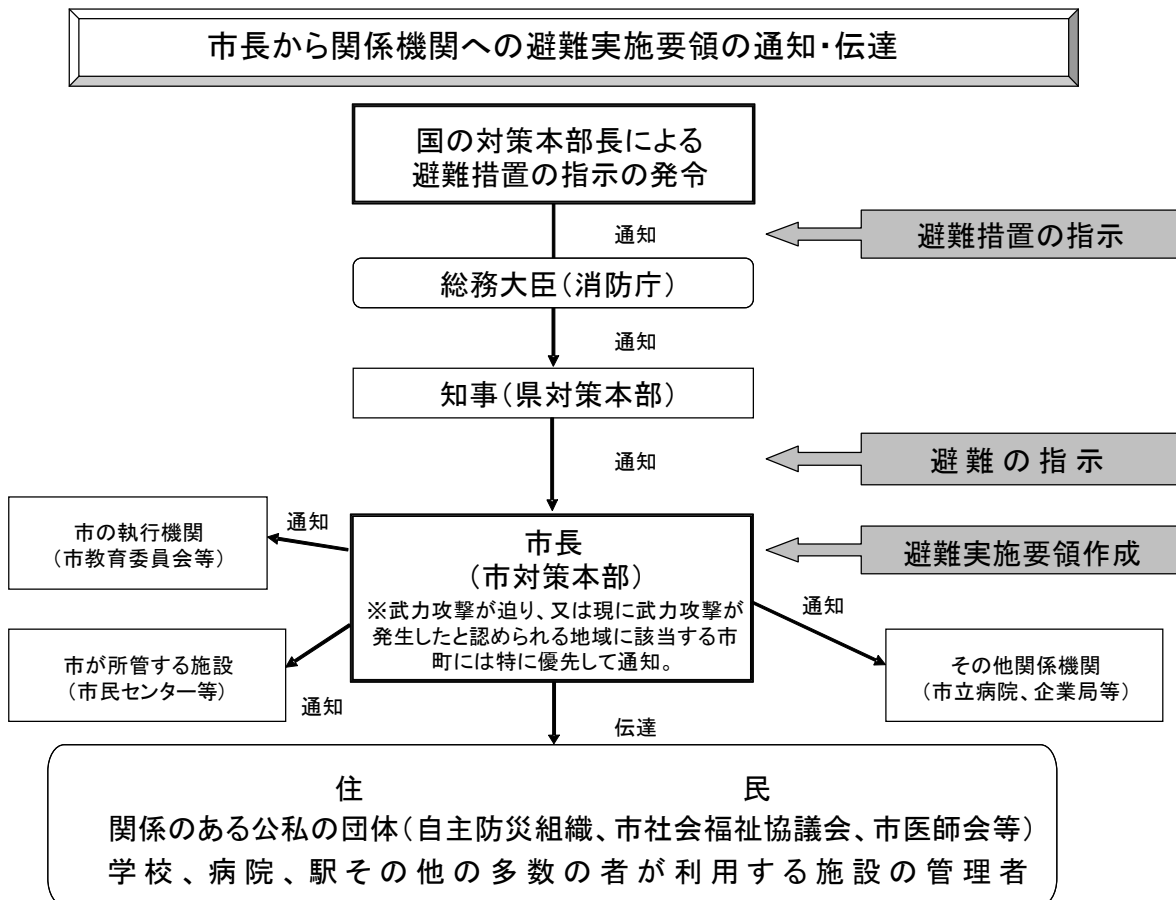 市長から関係機関への避難実施要領の通知・伝達
国の対策本部長による
避難措置の指示の発令
通知
避難措置の指示
総務大臣(消防庁)
通知
知事(県対策本部)
通知
避難の指示
市の執行機関
(市教育委員会等)
通知
市長
(市対策本部)
※武力攻撃が迫り、又は現に武力攻撃が
発生したと認められる地域に該当する市
町には特に優先して通知。
避難実施要領作成
通知
市が所管する施設
(市民センター等)
通知
その他関係機関
(市立病院、企業局等)
伝達
住民
関係のある公私の団体(自主防災組織、市社会福祉協議会、市医師会等)
学校、病院、駅その他の多数の者が利用する施設の管理者